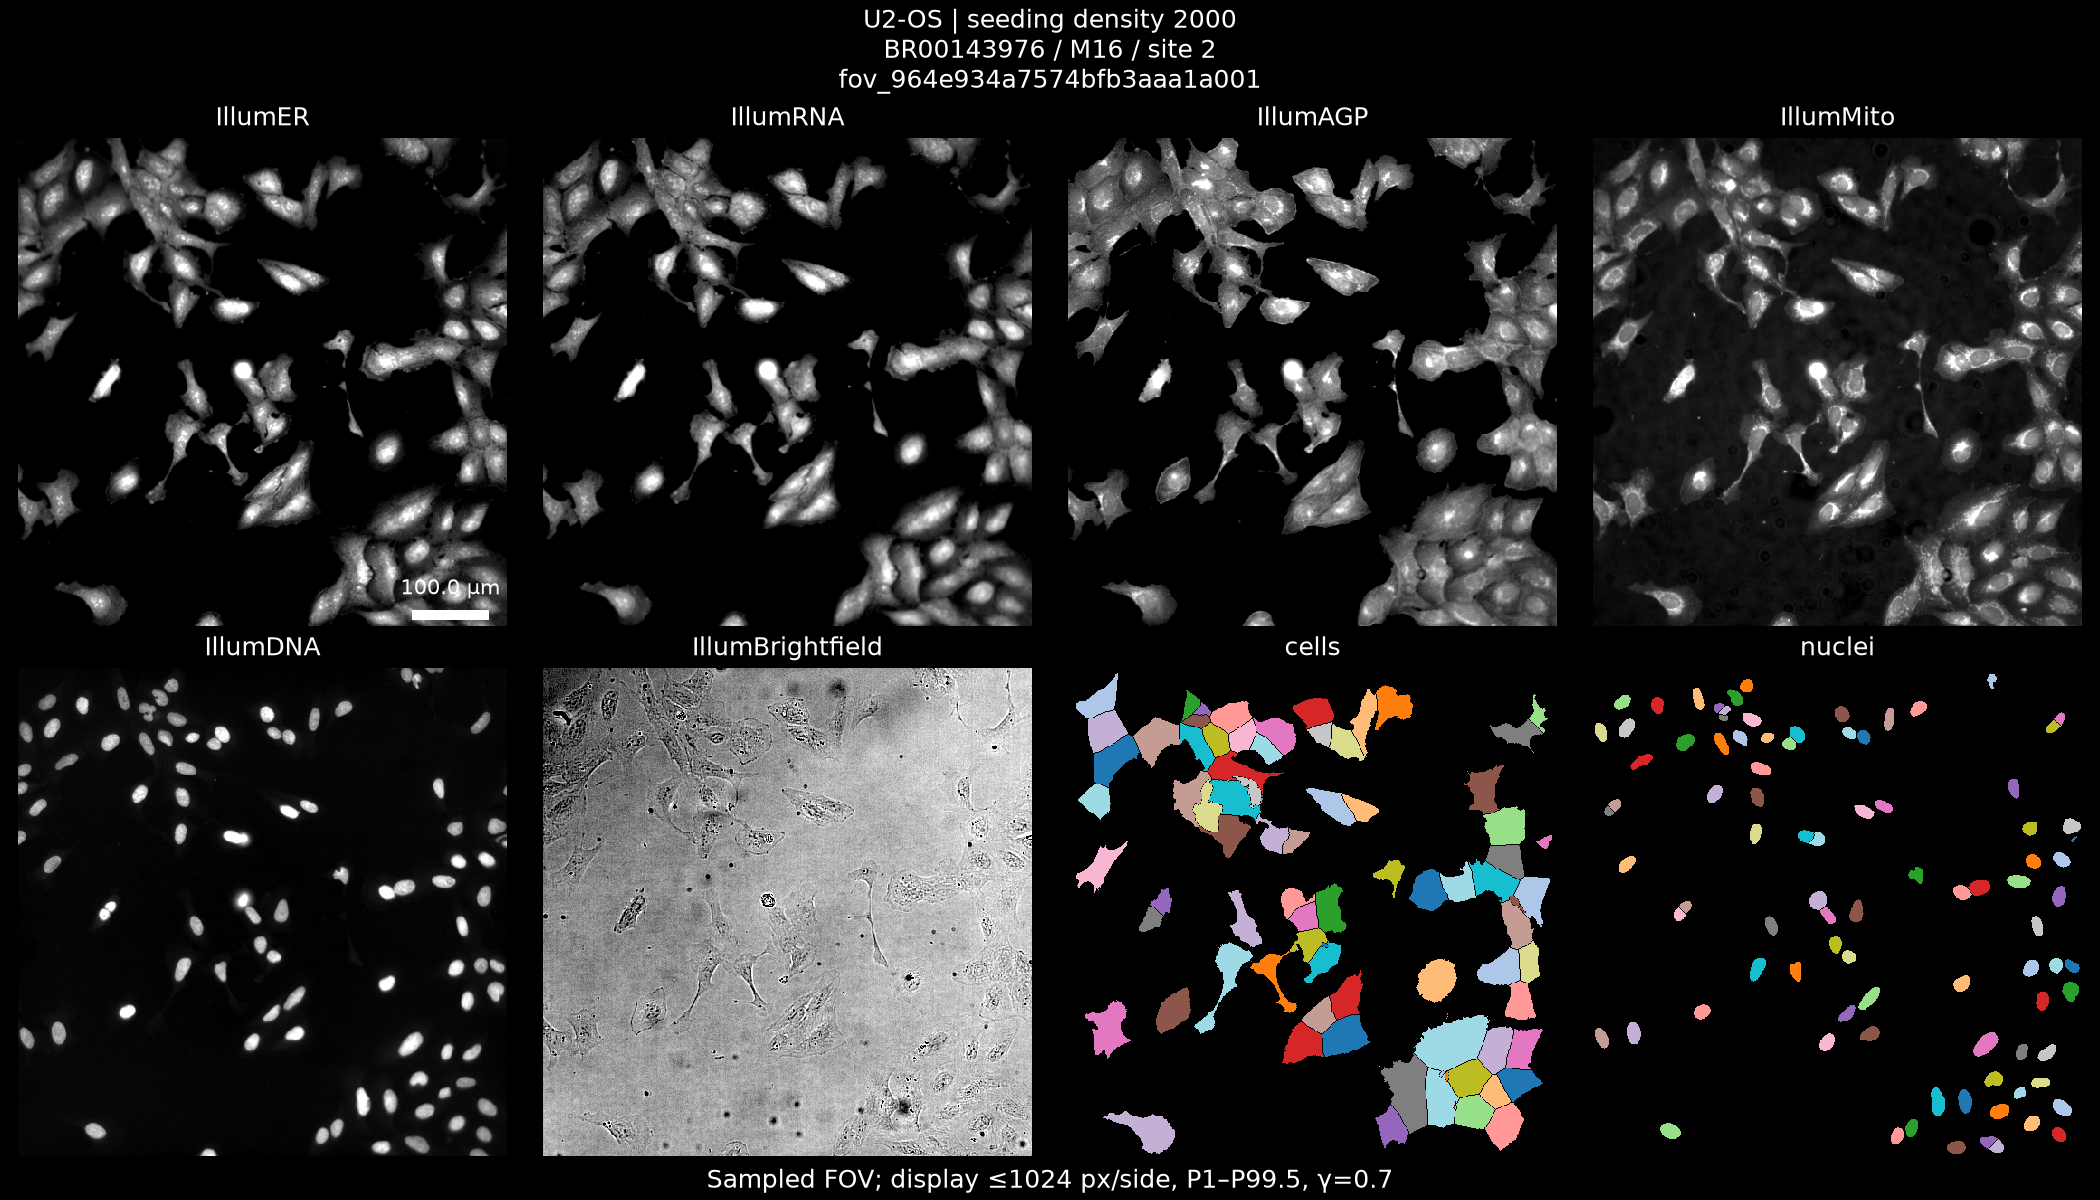 U2-OS | seeding density 2000
BR00143976 / M16 / site 2
fov_964e934a7574bfb3aaa1a001
IllumER
IllumRNA
IllumAGP
IllumMito
100.0 µm
IllumDNA
IllumBrightfield
cells
nuclei
Sampled FOV; display ≤1024 px/side, P1–P99.5, γ=0.7